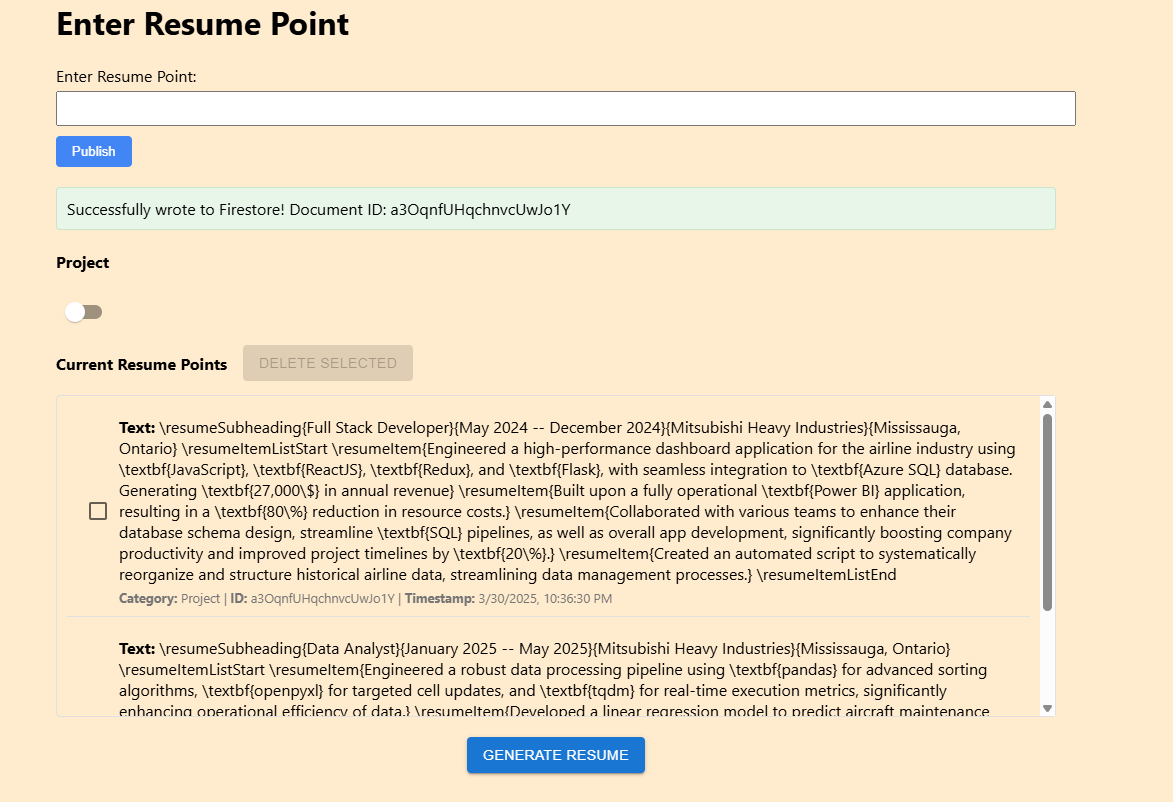 Enter Resume Point
Enter Resume Point:
Publish
Successfully wrote to Firestore! Document ID: a3OqnfUHqchnvcUwJo1Y
Project
Current Resume Points
DELETE SELECTED
Text: \resumeSubheading{Full Stack Developer}{May 2024 -- December 2024}{Mitsubishi Heavy Industries}{Mississauga,
Ontario} \resumeItemListStart \resumeItem{Engineered a high-performance dashboard application for the airline industry using
\textbf{JavaScript}, \textbf{ReactJS}, \textbf{Redux}, and \textbf{Flask}, with seamless integration to \textbf{Azure SQL} database.
Generating \textbf{27,000\$} in annual revenue} \resumeItem{Built upon a fully operational \textbf{Power BI} application,
resulting in a \textbf{80\%} reduction in resource costs.} \resumeItem{Collaborated with various teams to enhance their
database schema design, streamline \textbf{SQL} pipelines, as well as overall app development, significantly boosting company
productivity and improved project timelines by \textbf{20\%}.} \resumeItem{Created an automated script to systematically
reorganize and structure historical airline data, streamlining data management processes.} \resumeItemListEnd
Category: Project | ID: a3OqnfUHqchnvcUwJo1Y | Timestamp: 3/30/2025, 10:36:30 PM
Text: \resumeSubheading{Data Analyst}{January 2025 -- May 2025}{Mitsubishi Heavy Industries}{Mississauga, Ontario}
\resumeItemListStart \resumeItem{Engineered a robust data processing pipeline using \textbf{pandas} for advanced sorting
algorithms, \textbf{openpyxl} for targeted cell updates, and \textbf{tqdm} for real-time execution metrics, significantly
enhancing operational efficiency of data.} \resumeItem{Developed a linear regression model to predict aircraft maintenance
GENERATE RESUME